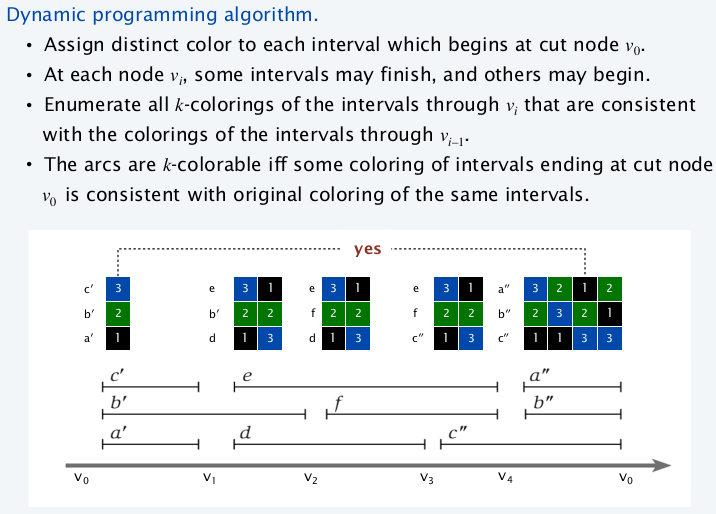 Dynamic programming algorithm.
• Assign distinct color to each interval which begins at cut node v₀.
• At each node vᵢ, some intervals may finish, and others may begin.
• Enumerate all k-colorings of the intervals through vᵢ that are consistent
with the colorings of the intervals through vᵢ₋₁.
• The arcs are k-colorable iff some coloring of intervals ending at cut node
v₀ is consistent with original coloring of the same intervals.
yes
c′ 3 e 3 1 e 3 1 e 3 1 a″ 3 2 1 2
b′ 2 b′ 2 2 f 2 2 f 2 2 b″ 2 3 2 1
a′ 1 d 1 3 d 1 3 c″ 1 3 c″ 1 1 3 3
c′ e a″
b′ f b″
a′ d c″
v₀ v₁ v₂ v₃ v₄ v₀